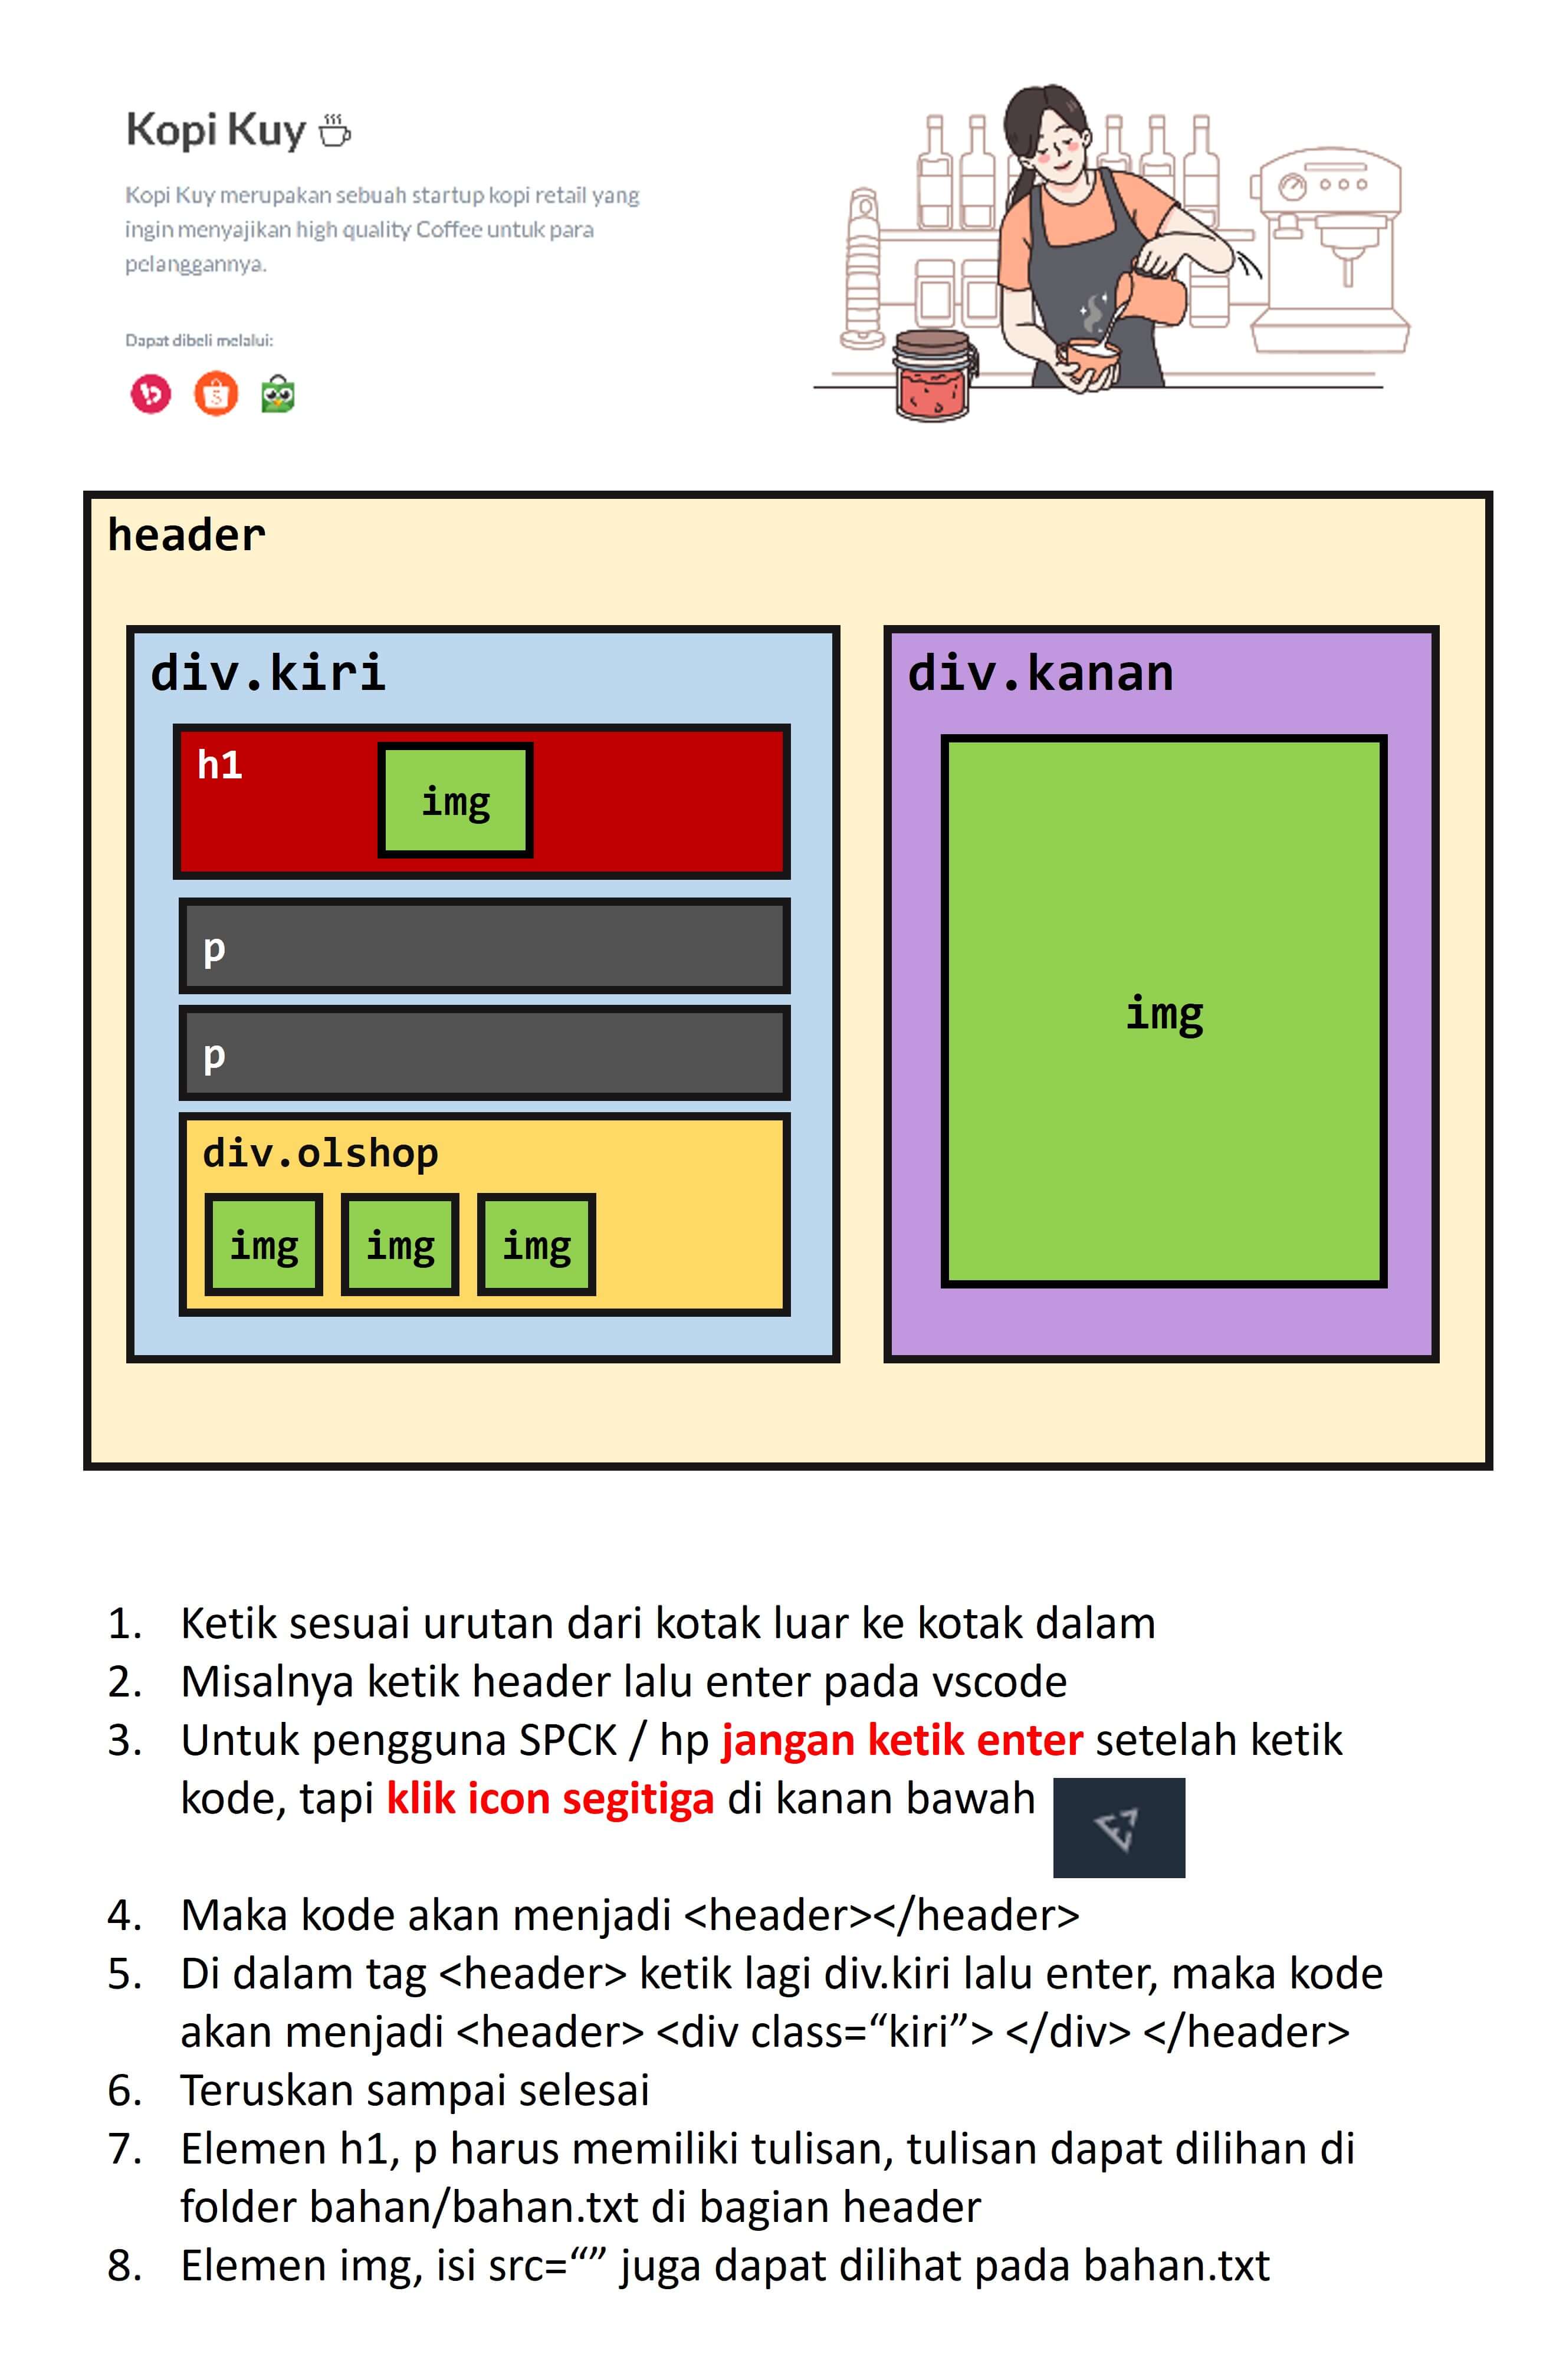 Kopi Kuy
Kopi Kuy merupakan sebuah startup kopi retail yang
ingin menyajikan high quality Coffee untuk para
pelanggannya.
Dapat dibeli melalui:
header
div.kiri
h1
img
p
p
div.olshop
img img img
div.kanan
img
1. Ketik sesuai urutan dari kotak luar ke kotak dalam
2. Misalnya ketik header lalu enter pada vscode
3. Untuk pengguna SPCK / hp jangan ketik enter setelah ketik
kode, tapi klik icon segitiga di kanan bawah
4. Maka kode akan menjadi <header></header>
5. Di dalam tag <header> ketik lagi div.kiri lalu enter, maka kode
akan menjadi <header> <div class=“kiri”> </div> </header>
6. Teruskan sampai selesai
7. Elemen h1, p harus memiliki tulisan, tulisan dapat dilihan di
folder bahan/bahan.txt di bagian header
8. Elemen img, isi src=“” juga dapat dilihat pada bahan.txt